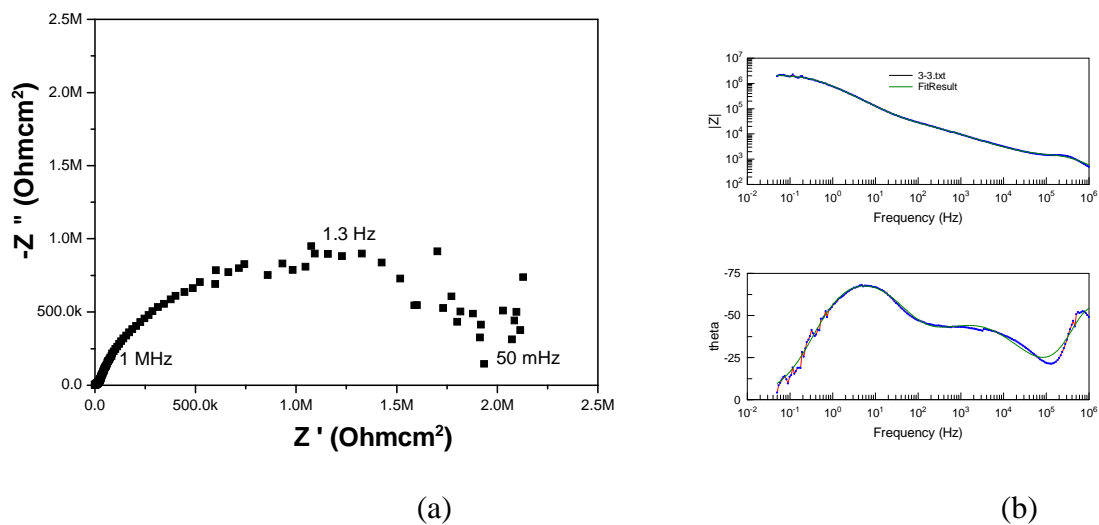 2.5M
2.0M
1.5M
1.0M
500.0k
0.0
-Z " (Ohmcm²)
1.3 Hz
1 MHz
50 mHz
0.0 500.0k 1.0M 1.5M 2.0M 2.5M
Z ' (Ohmcm²)
(a)
10⁷
10⁶
10⁵
10⁴
10³
10²
|Z|
3-3.txt
FitResult
10⁻² 10⁻¹ 10⁰ 10¹ 10² 10³ 10⁴ 10⁵ 10⁶
Frequency (Hz)
-75
-50
-25
0
theta
10⁻² 10⁻¹ 10⁰ 10¹ 10² 10³ 10⁴ 10⁵ 10⁶
Frequency (Hz)
(b)